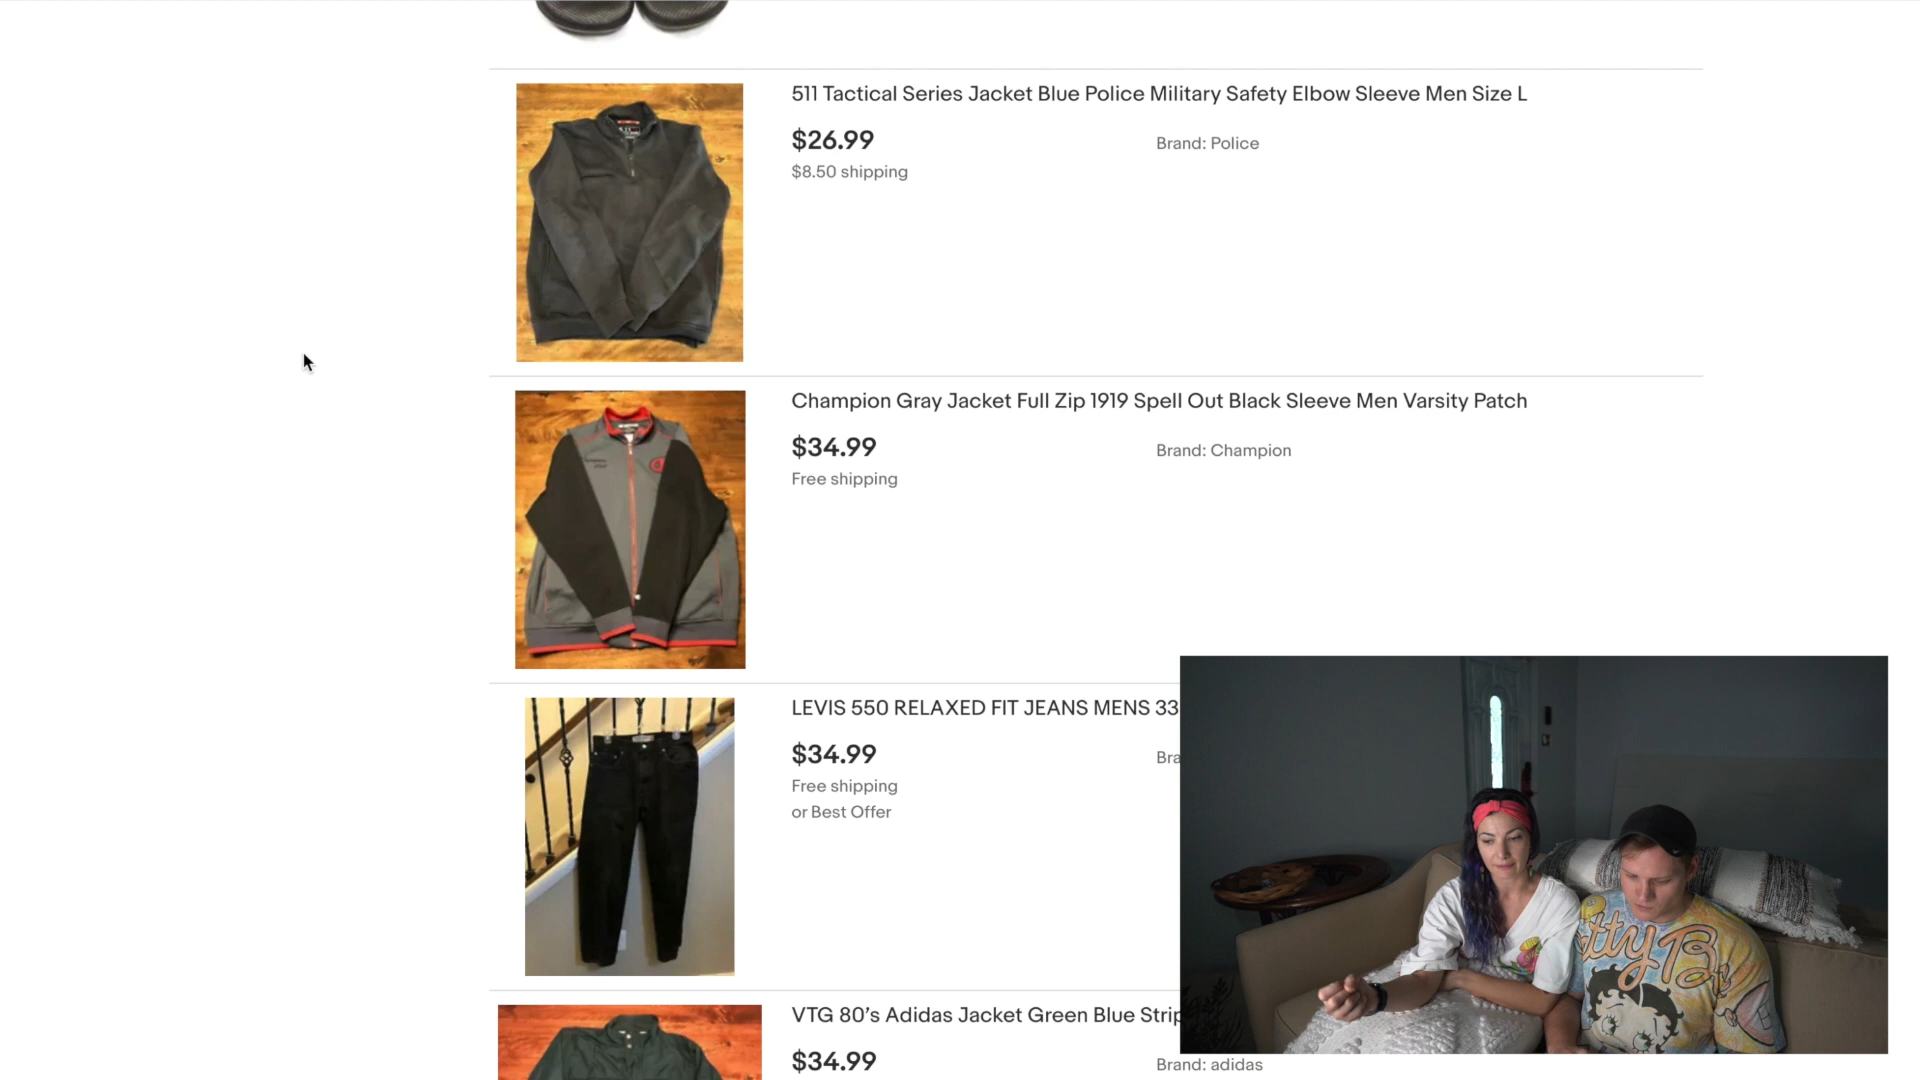 511 Tactical Series Jacket Blue Police Military Safety Elbow Sleeve Men Size L
$26.99
Brand: Police
$8.50 shipping
Champion Gray Jacket Full Zip 1919 Spell Out Black Sleeve Men Varsity Patch
$34.99
Brand: Champion
Free shipping
LEVIS 550 RELAXED FIT JEANS MENS 33
$34.99
Bra
Free shipping
or Best Offer
VTG 80's Adidas Jacket Green Blue Strip
$34.99
Brand: adidas
tty B